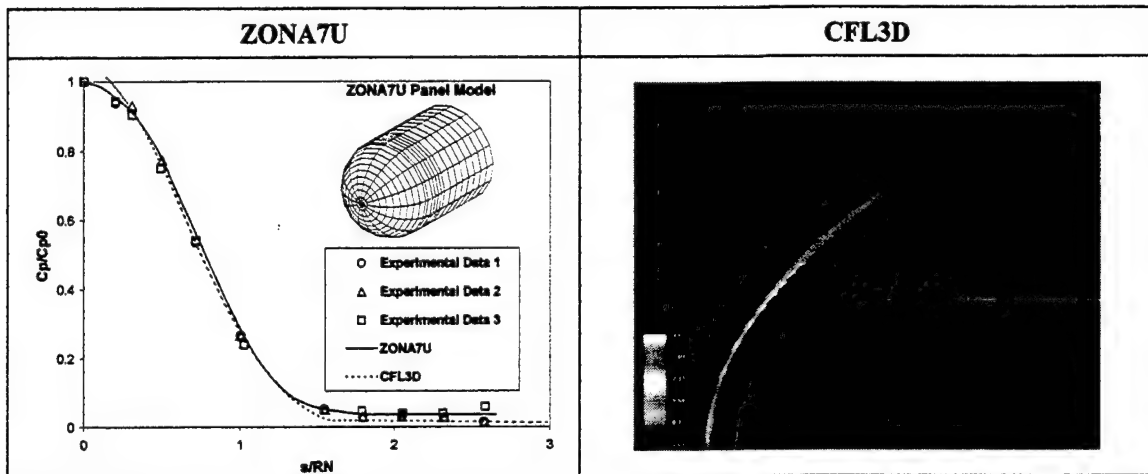 ZONA7U
CFL3D
ZONA7U Panel Model
1
0.8
0.6
0.4
0.2
0
Cp/Cp0
Experimental Data 1
Experimental Data 2
Experimental Data 3
ZONA7U
CFL3D
0
1
2
3
s/RN